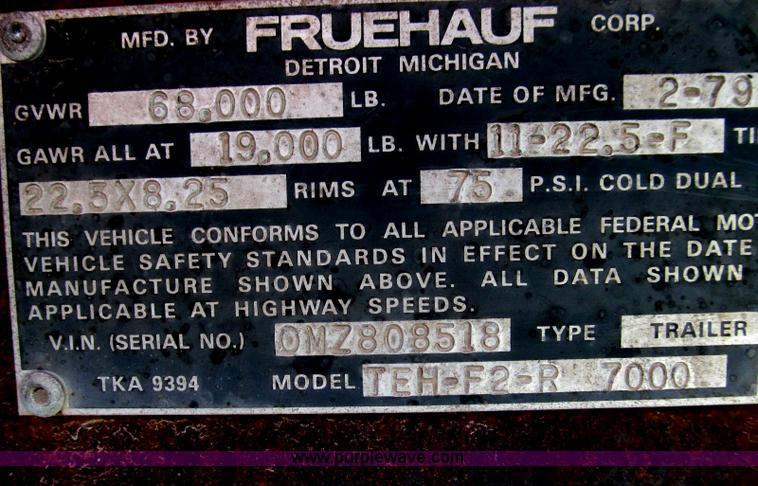 MFD. BY FRUEHAUF CORP.
DETROIT MICHIGAN
GVWR 68,000 LB. DATE OF MFG. 2-79
GAWR ALL AT 19,000 LB. WITH 11-22.5-F TI
22.5X8.25 RIMS AT 75 P.S.I. COLD DUAL
THIS VEHICLE CONFORMS TO ALL APPLICABLE FEDERAL MOT
VEHICLE SAFETY STANDARDS IN EFFECT ON THE DATE
MANUFACTURE SHOWN ABOVE. ALL DATA SHOWN
APPLICABLE AT HIGHWAY SPEEDS.
V.I.N. (SERIAL NO.) OMZ808518 TYPE TRAILER
TKA 9394 MODEL TEH-F2-R 7000
www.purplewave.com